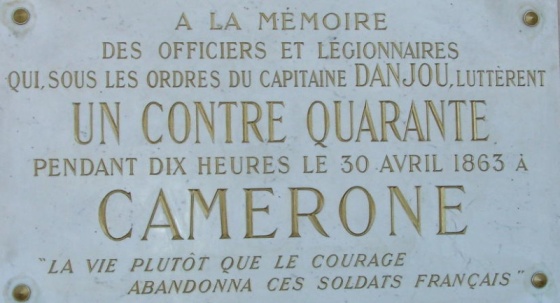 A LA MÉMOIRE
DES OFFICIERS ET LÉGIONNAIRES
QUI, SOUS LES ORDRES DU CAPITAINE DANJOU, LUTTÈRENT
UN CONTRE QUARANTE
PENDANT DIX HEURES LE 30 AVRIL 1863 À
CAMERONE
"LA VIE PLUTÔT QUE LE COURAGE
ABANDONNA CES SOLDATS FRANÇAIS"